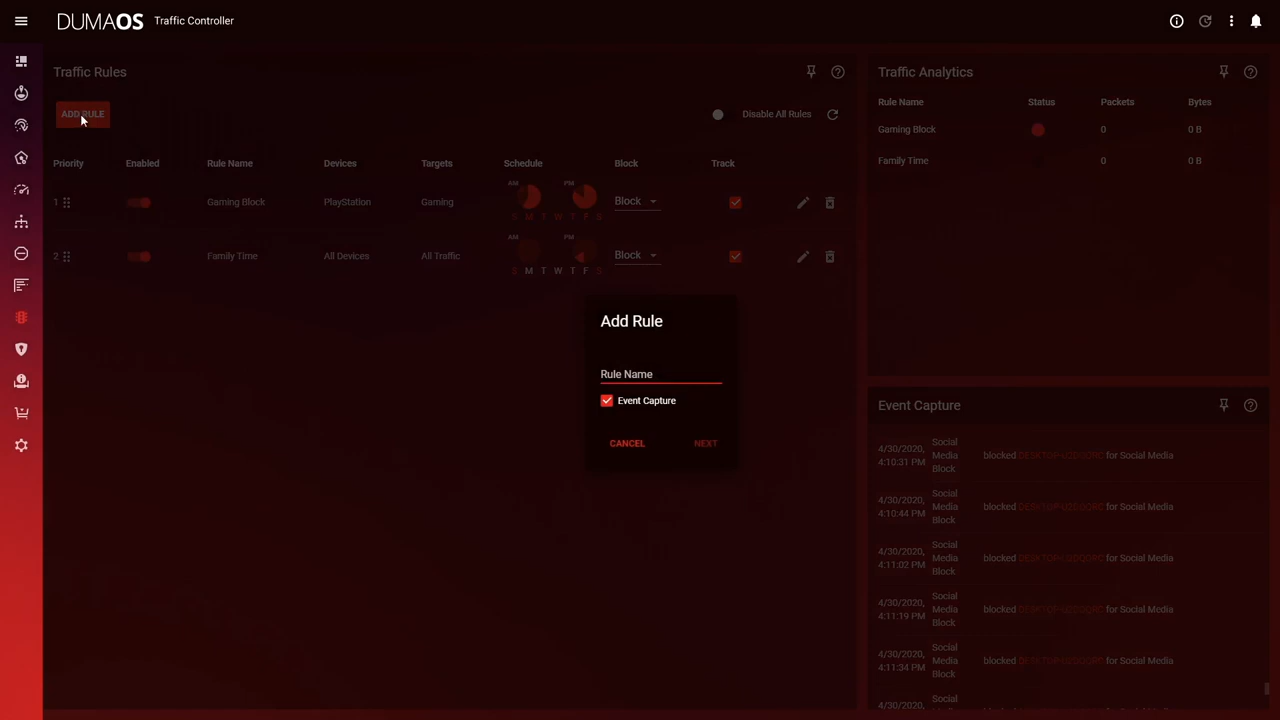 DUMAOS Traffic Controller
Traffic Rules
ADD RULE
Disable All Rules
Priority Enabled Rule Name Devices Targets Schedule Block Track
AM PM
1 Gaming Block PlayStation Gaming Block
S M T W T F S
AM PM
2 Family Time All Devices All Traffic Block
S M T W T F S
Add Rule
Rule Name
Event Capture
CANCEL NEXT
Traffic Analytics
Rule Name Status Packets Bytes
Gaming Block 0 0 B
Family Time 0 0 B
Event Capture
4/30/2020,
4:10:31 PM
Social
Media
Block
blocked for Social Media
4/30/2020,
4:10:44 PM
Social
Media
Block
blocked for Social Media
4/30/2020,
4:11:02 PM
Social
Media
Block
blocked for Social Media
4/30/2020,
4:11:19 PM
Social
Media
Block
blocked for Social Media
4/30/2020,
4:11:34 PM
Social
Media
Block
blocked for Social Media
Social